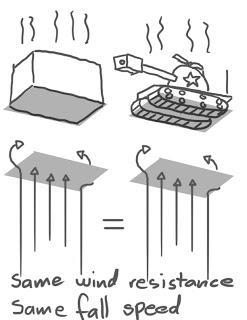 =
Same wind resistance
Same fall speed